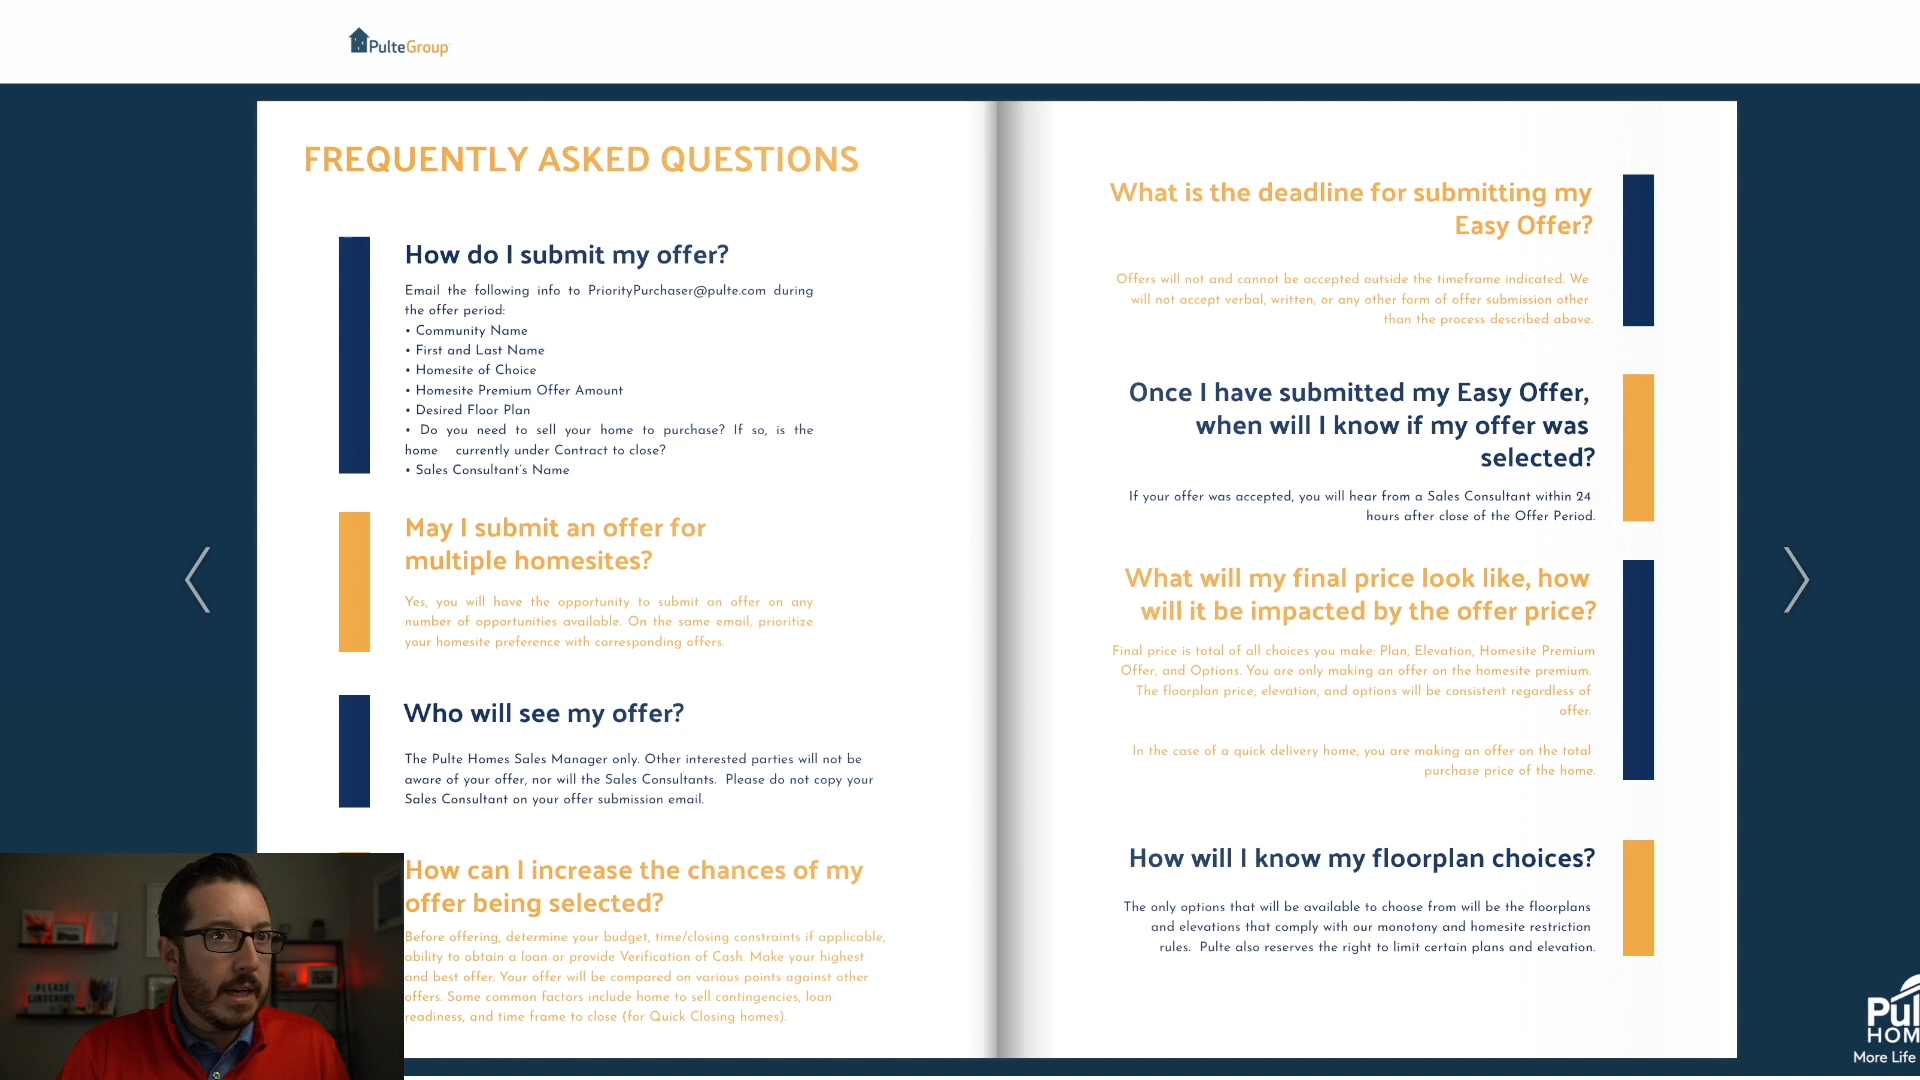 PulteGroup
FREQUENTLY ASKED QUESTIONS
How do I submit my offer?
Email the following info to PriorityPurchaser@pulte.com during
the offer period:
• Community Name
• First and Last Name
• Homesite of Choice
• Homesite Premium Offer Amount
• Desired Floor Plan
• Do you need to sell your home to purchase? If so, is the
home currently under Contract to close?
• Sales Consultant's Name
May I submit an offer for
multiple homesites?
Yes, you will have the opportunity to submit an offer on any
number of opportunities available. On the same email, prioritize
your homesite preference with corresponding offers.
Who will see my offer?
The Pulte Homes Sales Manager only. Other interested parties will not be
aware of your offer, nor will the Sales Consultants. Please do not copy your
Sales Consultant on your offer submission email.
How can I increase the chances of my
offer being selected?
Before offering, determine your budget, time/closing constraints if applicable,
ability to obtain a loan or provide Verification of Cash. Make your highest
and best offer. Your offer will be compared on various points against other
offers. Some common factors include home to sell contingencies, loan
readiness, and time frame to close (for Quick Closing homes).
What is the deadline for submitting my
Easy Offer?
Offers will not and cannot be accepted outside the timeframe indicated. We
will not accept verbal, written, or any other form of offer submission other
than the process described above.
Once I have submitted my Easy Offer,
when will I know if my offer was
selected?
If your offer was accepted, you will hear from a Sales Consultant within 24
hours after close of the Offer Period.
What will my final price look like, how
will it be impacted by the offer price?
Final price is total of all choices you make: Plan, Elevation, Homesite Premium
Offer, and Options. You are only making an offer on the homesite premium.
The floorplan price, elevation, and options will be consistent regardless of
offer.
In the case of a quick delivery home, you are making an offer on the total
purchase price of the home.
How will I know my floorplan choices?
The only options that will be available to choose from will be the floorplans
and elevations that comply with our monotony and homesite restriction
rules. Pulte also reserves the right to limit certain plans and elevation.
PLEASE
SUBSCRIBE
Pul
HOM
More Life